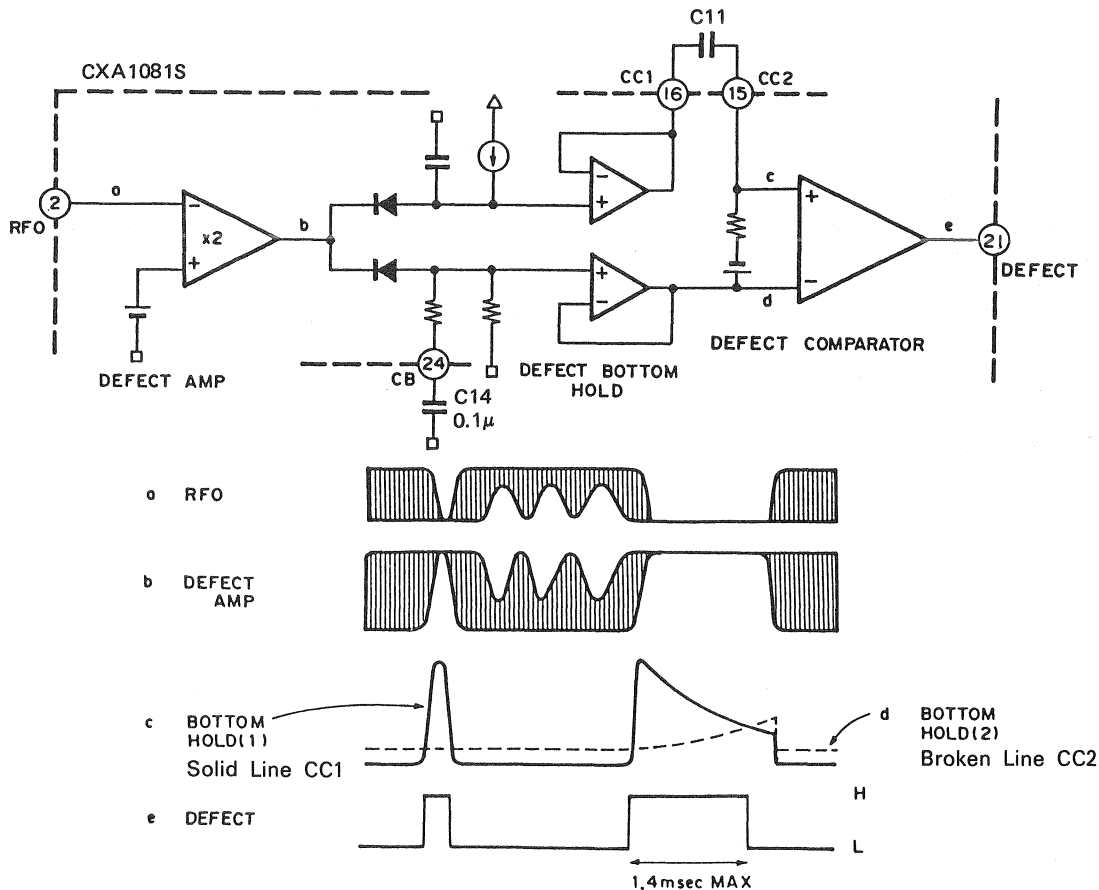 C11
CXA1081S
CC1
16
15
CC2
2
RFO
a
−
x2
+
b
−
+
+
−
c
+
−
d
e
21
DEFECT
DEFECT AMP
24
CB
C14
0.1μ
DEFECT BOTTOM
HOLD
DEFECT COMPARATOR
a RFO
b DEFECT
AMP
c BOTTOM
HOLD(1)
Solid Line CC1
d BOTTOM
HOLD(2)
Broken Line CC2
e DEFECT
H
L
1,4msec MAX